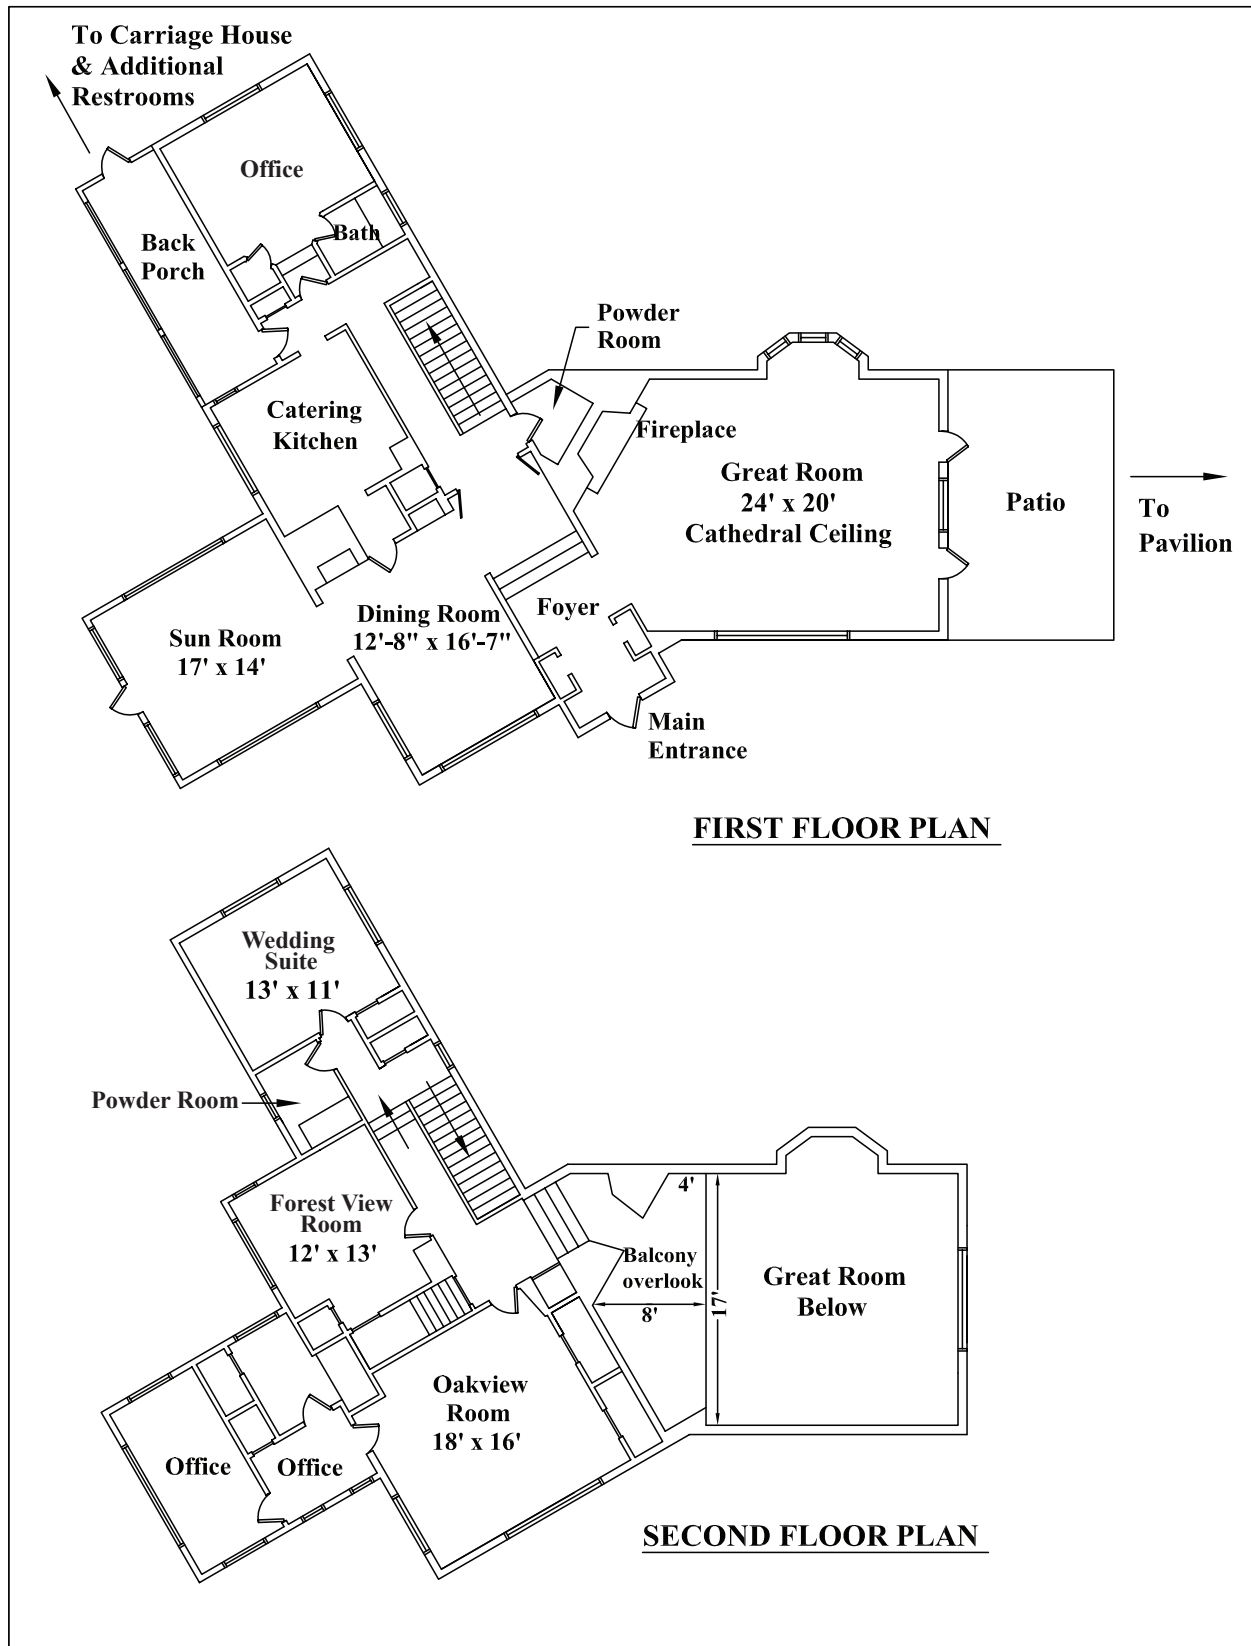 To Carriage House
& Additional
Restrooms
Office
Bath
Back
Porch
Powder
Room
Catering
Kitchen
Fireplace
Great Room
24' x 20'
Cathedral Ceiling
Patio
To
Pavilion
Foyer
Dining Room
12'-8" x 16'-7"
Sun Room
17' x 14'
Main
Entrance
FIRST FLOOR PLAN
Wedding
Suite
13' x 11'
Powder Room
Forest View
Room
12' x 13'
4'
Balcony
overlook
8'
17'
Great Room
Below
Oakview
Room
18' x 16'
Office
Office
SECOND FLOOR PLAN